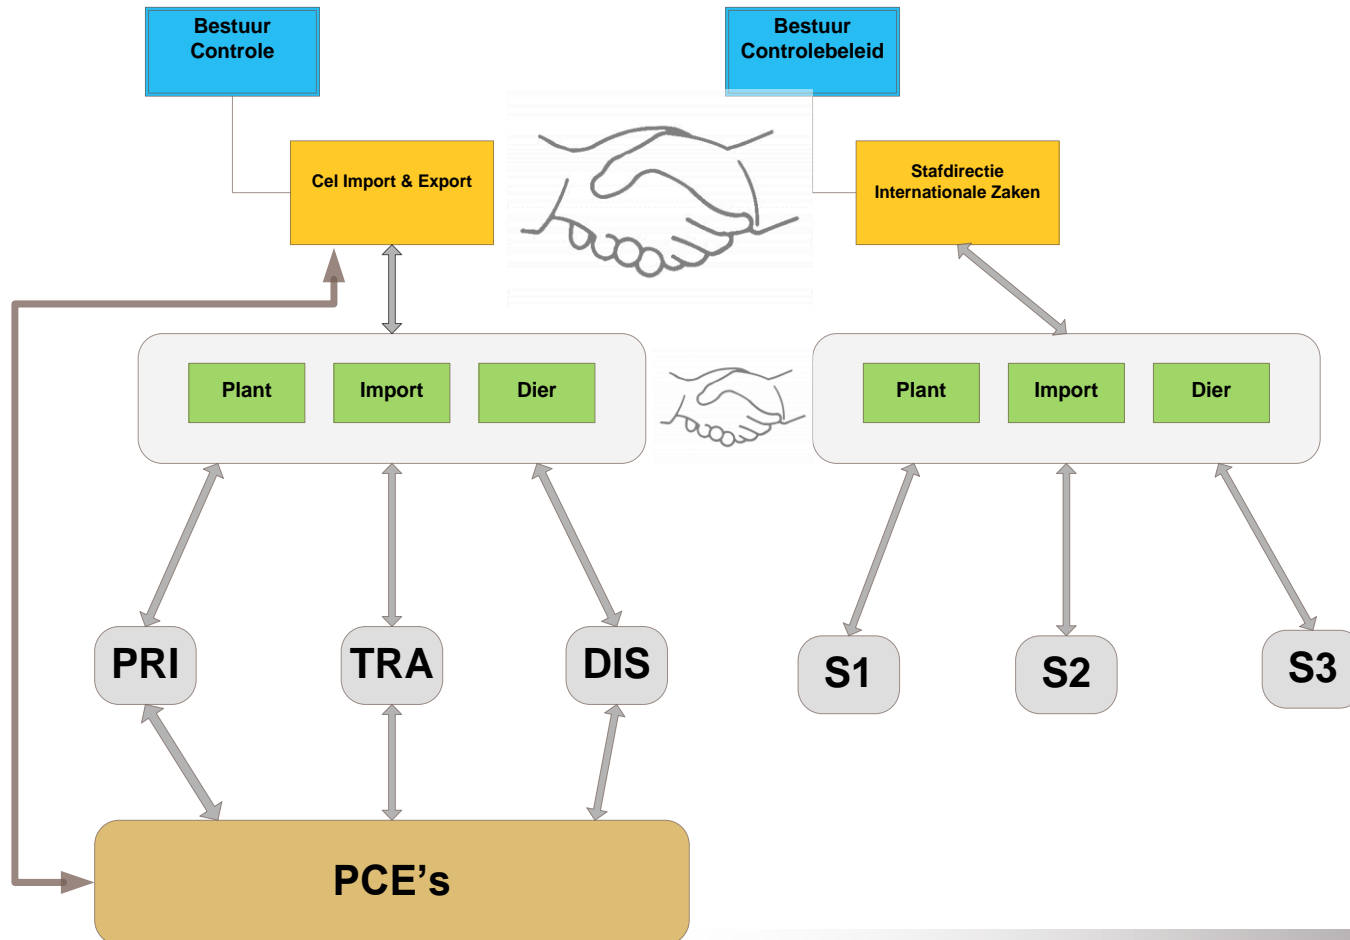 Bestuur
Controle
Bestuur
Controlebeleid
Cel Import & Export
Stafdirectie
Internationale Zaken
Plant
Import
Dier
Plant
Import
Dier
PRI
TRA
DIS
S1
S2
S3
PCE's